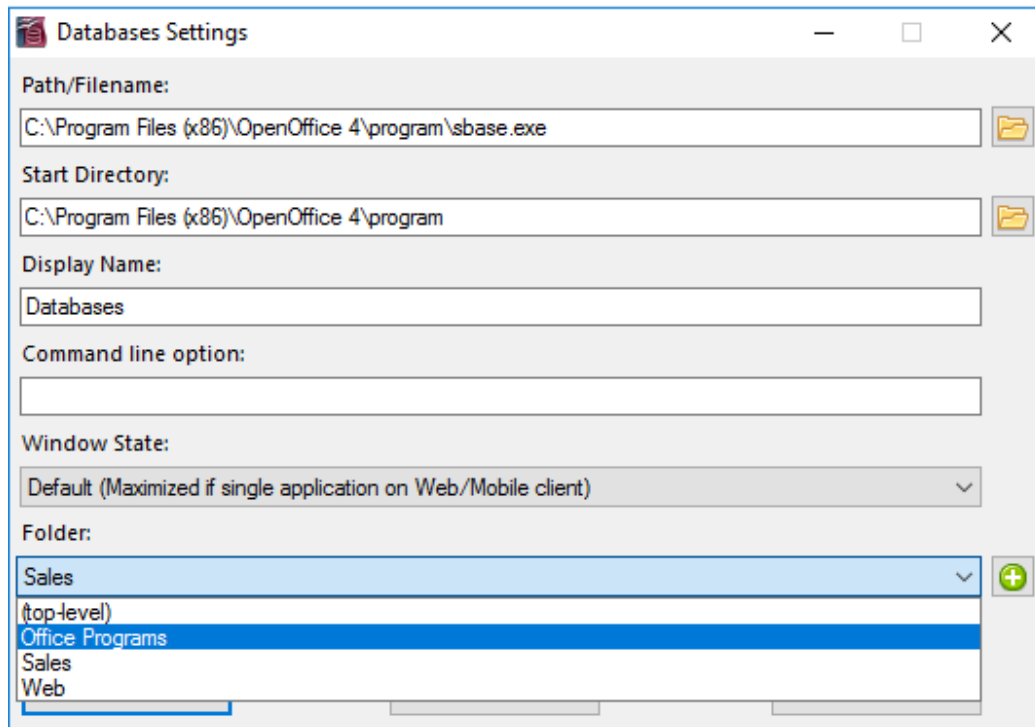 Databases Settings
Path/Filename:
C:\Program Files (x86)\OpenOffice 4\program\sbase.exe
Start Directory:
C:\Program Files (x86)\OpenOffice 4\program
Display Name:
Databases
Command line option:
Window State:
Default (Maximized if single application on Web/Mobile client)
Folder:
Sales
(top-level)
Office Programs
Sales
Web